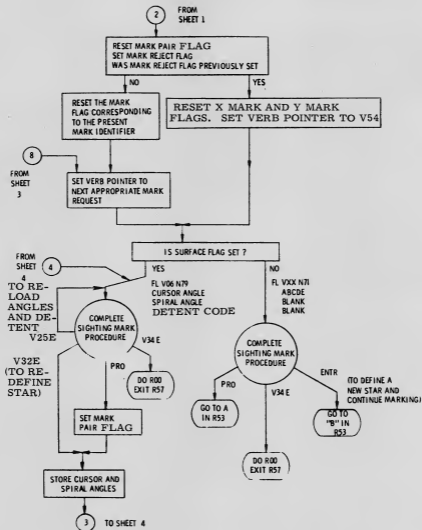 2
FROM
SHEET 1
RESET MARK PAIR FLAG
SET MARK REJECT FLAG
WAS MARK REJECT FLAG PREVIOUSLY SET
NO
YES
RESET THE MARK
FLAG CORRESPONDING
TO THE PRESENT
MARK IDENTIFIER
RESET X MARK AND Y MARK
FLAGS. SET VERB POINTER TO V54
8
FROM
SHEET
3
SET VERB POINTER TO
NEXT APPROPRIATE MARK
REQUEST
IS SURFACE FLAG SET ?
FROM
SHEET
4
4
YES
NO
TO RE-
LOAD
ANGLES
AND DE-
TENT
V25E
FL V06 N79
CURSOR ANGLE
SPIRAL ANGLE
DETENT CODE
FL VXX N71
ABCDE
BLANK
BLANK
COMPLETE
SIGHTING MARK
PROCEDURE
COMPLETE
SIGHTING MARK
PROCEDURE
V32E
(TO RE-
DEFINE
STAR)
V34E
PRO
DO R00
EXIT R57
PRO
V34E
ENTR
(TO DEFINE A
NEW STAR AND
CONTINUE MARKING)
GO TO A
IN R53
GO TO
"B" IN
R53
SET MARK
PAIR FLAG
DO R00
EXIT R57
STORE CURSOR AND
SPIRAL ANGLES
3
TO SHEET 4